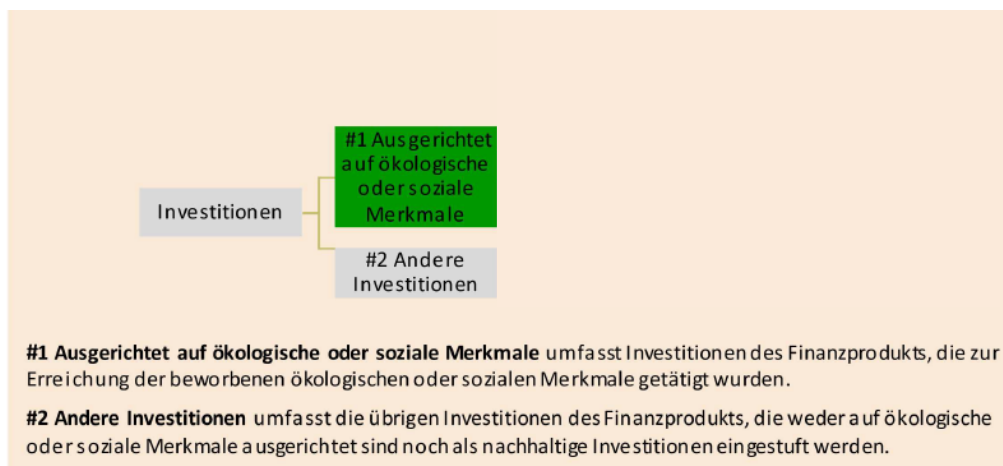 #1 Ausgerichtet
auf ökologische
oder soziale
Merkmale
Investitionen
#2 Andere
Investitionen
#1 Ausgerichtet auf ökologische oder soziale Merkmale umfasst Investitionen des Finanzprodukts, die zur
Erreichung der beworbenen ökologischen oder sozialen Merkmale getätigt wurden.
#2 Andere Investitionen umfasst die übrigen Investitionen des Finanzprodukts, die weder auf ökologische
oder soziale Merkmale ausgerichtet sind noch als nachhaltige Investitionen eingestuft werden.